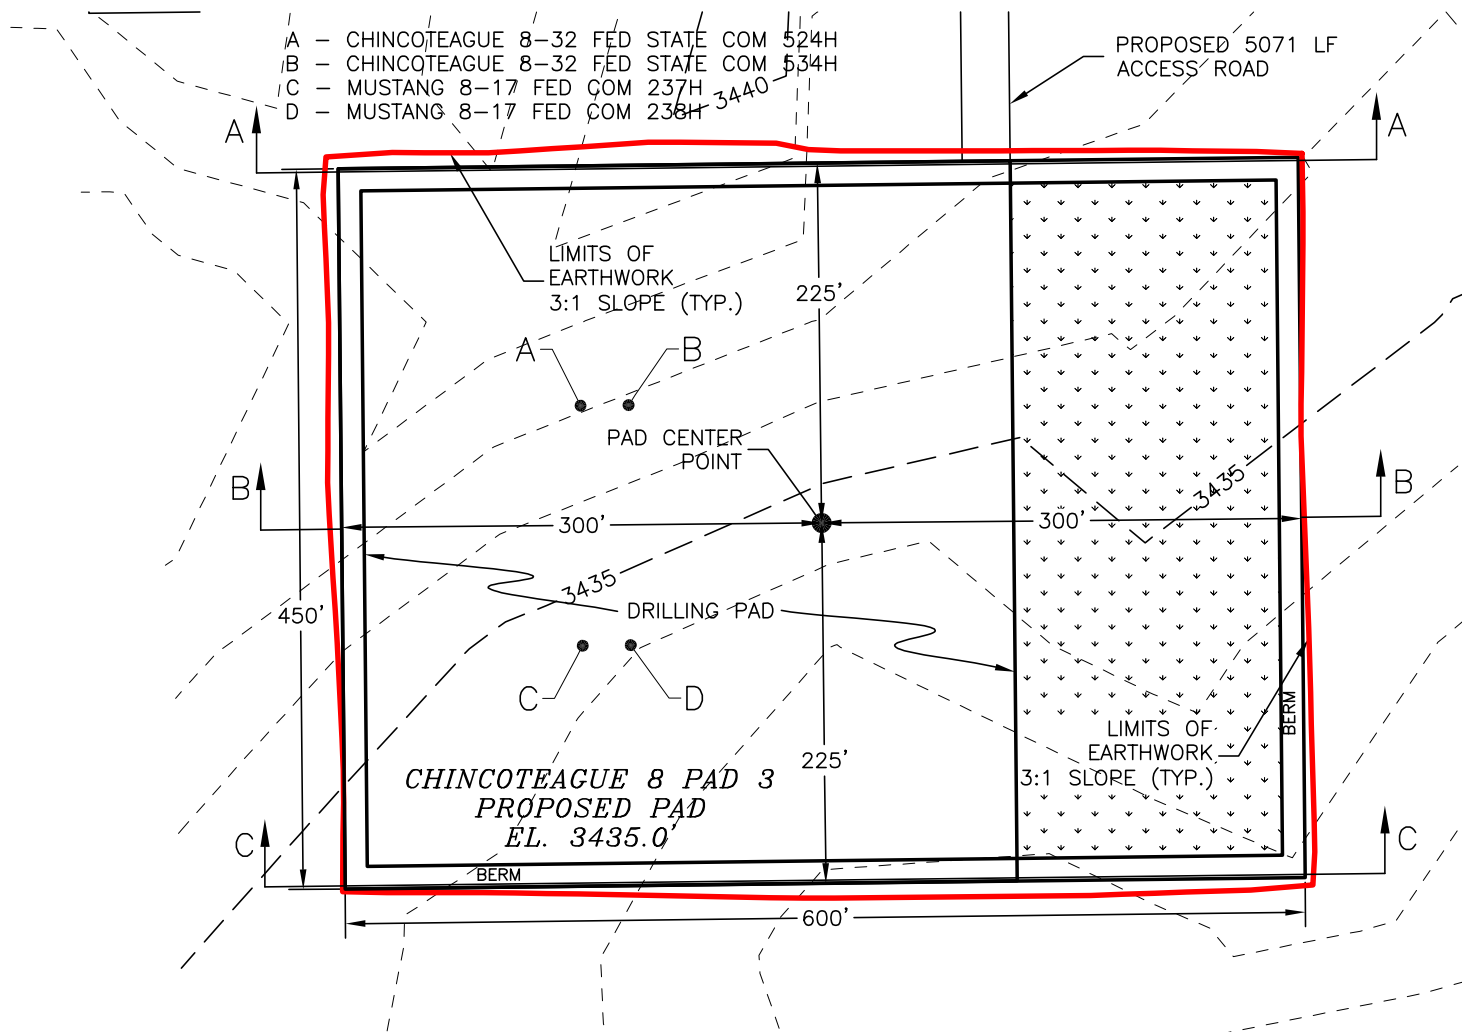 A – CHINCOTEAGUE 8–32 FED STATE COM 524H
B – CHINCOTEAGUE 8–32 FED STATE COM 534H
C – MUSTANG 8–17 FED COM 237H
D – MUSTANG 8–17 FED COM 238H
3440
PROPOSED 5071 LF
ACCESS ROAD
A
A
LIMITS OF
EARTHWORK
3:1 SLOPE (TYP.)
225'
A
B
PAD CENTER
POINT
B
B
3435
300'
300'
3435
450'
DRILLING PAD
C
D
BERM
LIMITS OF
EARTHWORK
3:1 SLOPE (TYP.)
225'
CHINCOTEAGUE 8 PAD 3
PROPOSED PAD
EL. 3435.0'
C
C
BERM
600'